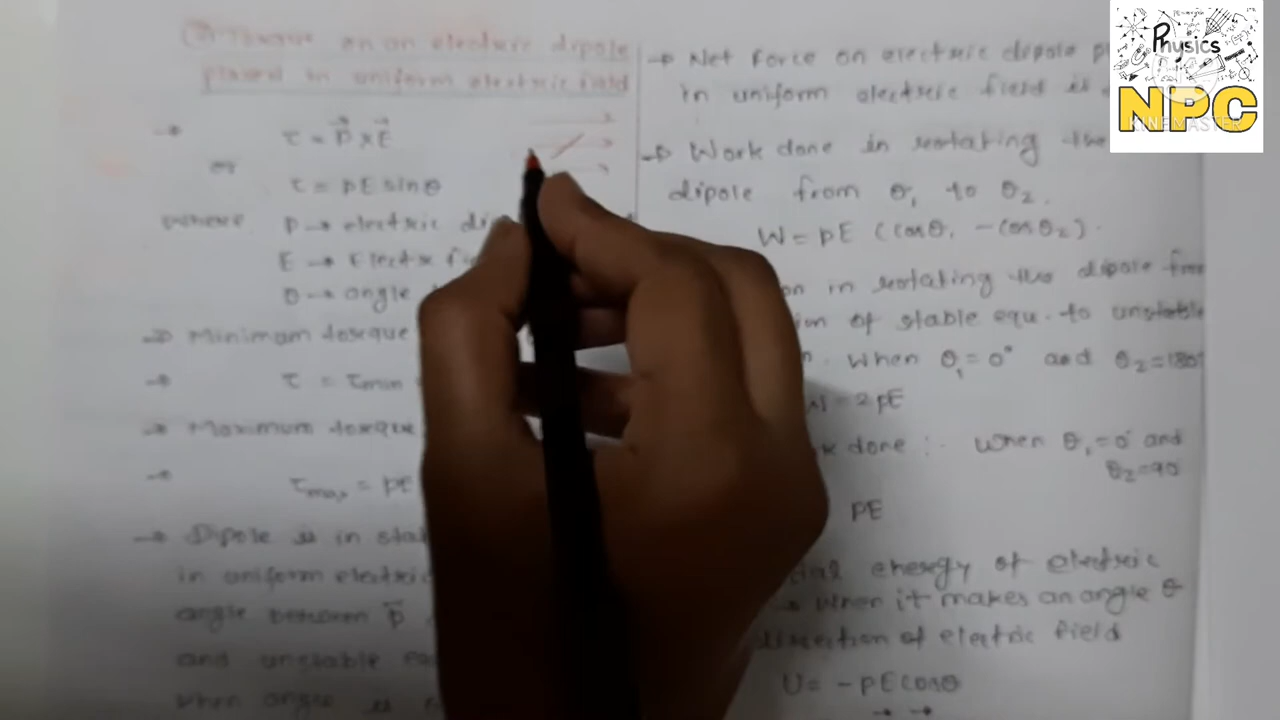 Torque on an electric dipole
placed in uniform electric field
→ τ = p⃗ × E⃗
or
τ = pE sinθ
where p → electric
E → Electr
θ → angle
→ Minimum torque
→ τ = τmin
→ Maximum torque
→ τmax = pE
→ Dipole is in
in uniform electric
angle between p⃗
and unstable
when angle is
→ Net Force on electric dipole
in uniform electric field is
→ Work done in rotating the
dipole from θ₁ to θ₂.
W = pE (cosθ₁ - cosθ₂).
in rotating the dipole from
of stable equ. to unstable
When θ₁ = 0° and θ₂ = 180°
2pE
done :- When θ₁ = 0° and
θ₂ = 90
PE
energy of electric
→ when it makes an angle θ
direction of electric field
U = - pE cosθ
Physics
NPC
KINEMASTER